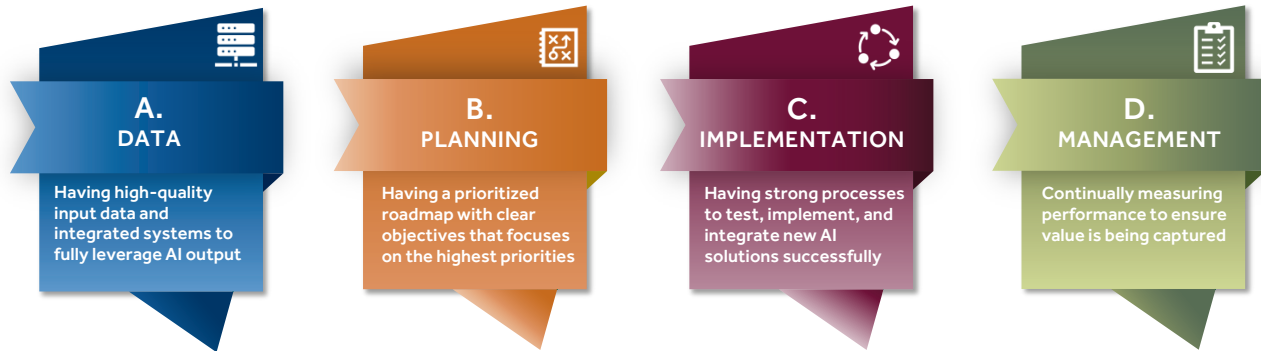 A.
DATA
Having high-quality
input data and
integrated systems to
fully leverage AI output
B.
PLANNING
Having a prioritized
roadmap with clear
objectives that focuses
on the highest priorities
C.
IMPLEMENTATION
Having strong processes
to test, implement, and
integrate new AI
solutions successfully
D.
MANAGEMENT
Continually measuring
performance to ensure
value is being captured